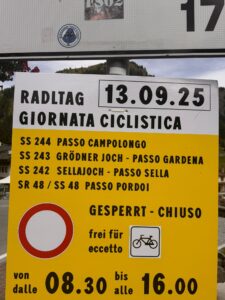 17
RADLTAG 13.09.25
GIORNATA CICLISTICA
SS 244 PASSO CAMPOLONGO
SS 243 GRÖDNER JOCH - PASSO GARDENA
SS 242 SELLAJOCH - PASSO SELLA
SR 48 / SS 48 PASSO PORDOI
GESPERRT - CHIUSO
frei für
eccetto
von bis
dalle 08.30 alle 16.00